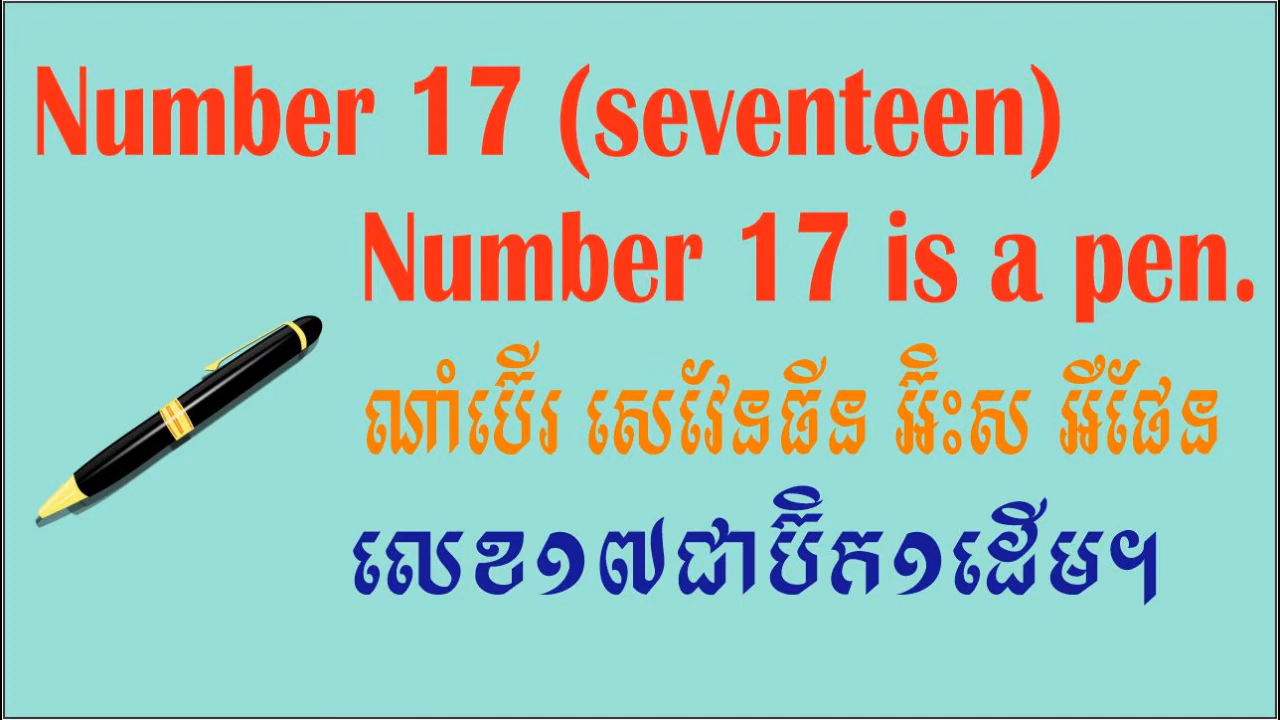 Number 17 (seventeen)
Number 17 is a pen.
ណាំប៊ើរ សេវែនធីន អ៊ិះស អឺផែន
លេខ១៧ជាប៊ិក១ដើម។